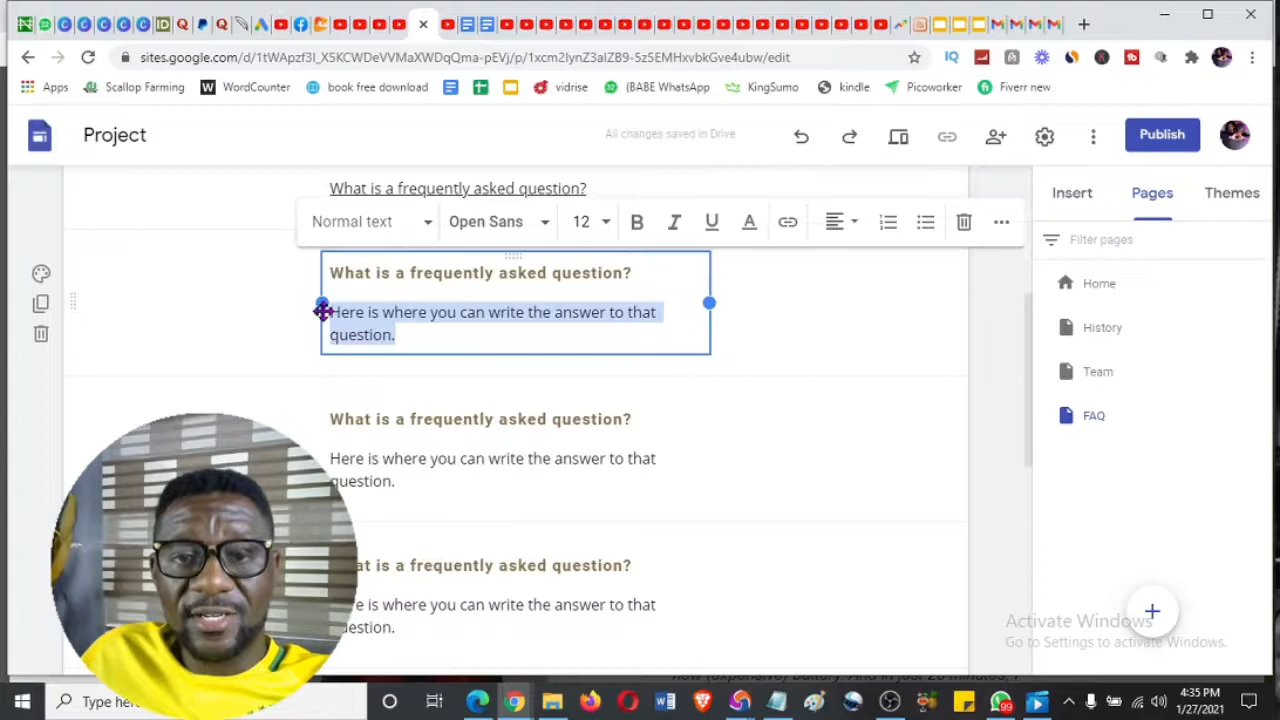 sites.google.com/d/1tWApzf3I_X5KCWDeVVMaXWDqQma-pEVj/p/1xcm2IynZ3aIZB9-5z5EMHxvbkGve4ubw/edit
Apps
Scallop Farming
WordCounter
book free download
vidrise
(BABE WhatsApp
KingSumo
kindle
Picoworker
Fiverr new
Project
All changes saved in Drive
Publish
What is a frequently asked question?
Insert
Pages
Themes
Normal text
Open Sans
12
Filter pages
What is a frequently asked question?
Home
Here is where you can write the answer to that
question.
History
Team
FAQ
What is a frequently asked question?
Here is where you can write the answer to that
question.
at is a frequently asked question?
re is where you can write the answer to that
uestion.
Activate Windows
Go to Settings to activate Windows.
Type here
99
4:35 PM
1/27/2021